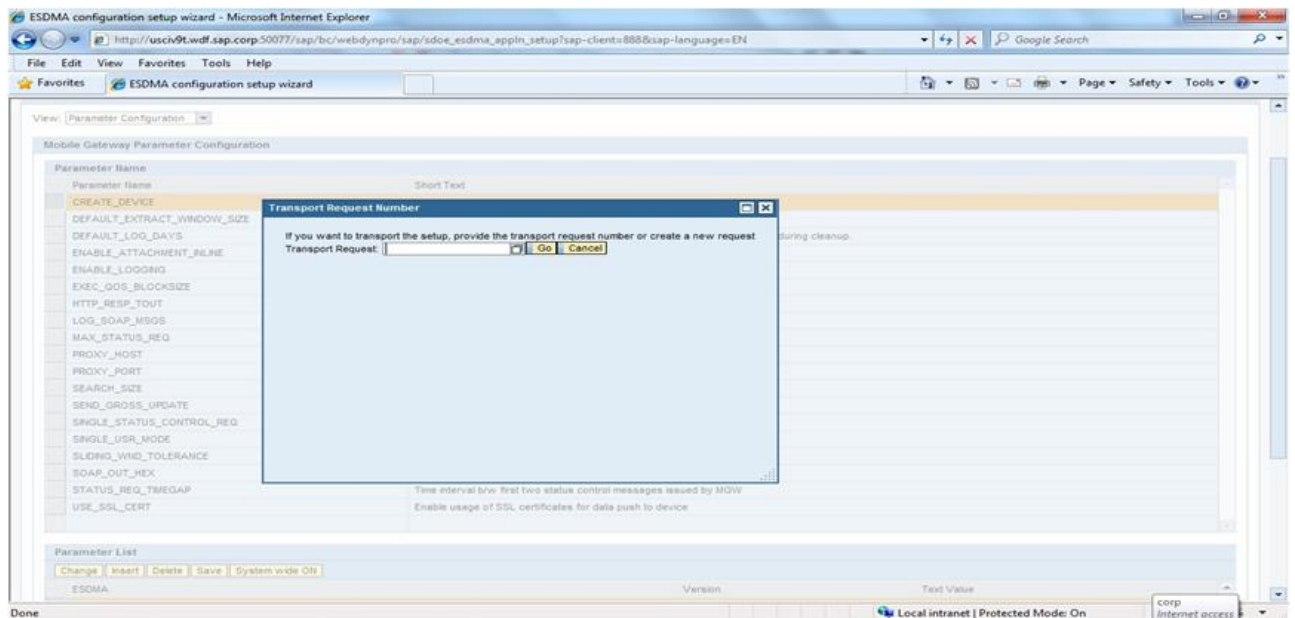 ESDMA configuration setup wizard - Microsoft Internet Explorer
http://usciv9t.wdf.sap.corp:50077/sap/bc/webdynpro/sap/sdoe_esdma_appln_setup?sap-client=888&sap-language=EN
Google Search
File Edit View Favorites Tools Help
Favorites ESDMA configuration setup wizard Page Safety Tools
View: Parameter Configuration
Mobile Gateway Parameter Configuration
Parameter Name
Parameter Name Short Text
CREATE_DEVICE
Transport Request Number
DEFAULT_EXTRACT_WINDOW_SIZE
If you want to transport the setup, provide the transport request number or create a new request
DEFAULT_LOG_DAYS during cleanup.
Transport Request: Go Cancel
ENABLE_ATTACHMENT_INLINE
ENABLE_LOGGING
EXEC_QOS_BLOCKSIZE
HTTP_RESP_TOUT
LOG_SOAP_MSGS
MAX_STATUS_REQ
PROXY_HOST
PROXY_PORT
SEARCH_SIZE
SEND_GROSS_UPDATE
SINGLE_STATUS_CONTROL_REQ
SINGLE_USR_MODE
SLIDING_WND_TOLERANCE
SOAP_OUT_HEX
STATUS_REQ_TIMEGAP Time interval b/w first two status control messages issued by MGW
USE_SSL_CERT Enable usage of SSL certificates for data push to device
Parameter List
Change Insert Delete Save System wide ON
ESDMA Version Text Value
Done Local intranet | Protected Mode: On
corp
Internet access